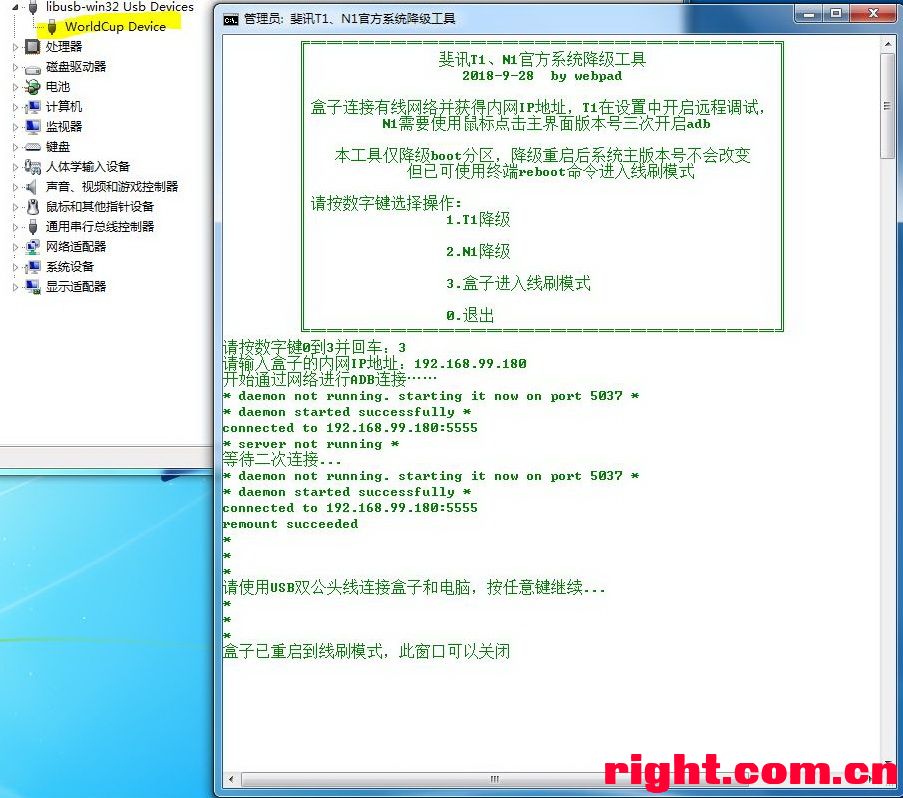 libusb-win32 Usb Devices
WorldCup Device
处理器
磁盘驱动器
电池
计算机
监视器
键盘
人体学输入设备
声音、视频和游戏控制器
鼠标和其他指针设备
通用串行总线控制器
网络适配器
系统设备
显示适配器
管理员: 斐讯T1、N1官方系统降级工具
斐讯T1、N1官方系统降级工具
2018-9-28 by webpad
盒子连接有线网络并获得内网IP地址，T1在设置中开启远程调试，
N1需要使用鼠标点击主界面版本号三次开启adb
本工具仅降级boot分区，降级重启后系统主版本号不会改变
但已可使用终端reboot命令进入线刷模式
请按数字键选择操作：
1.T1降级
2.N1降级
3.盒子进入线刷模式
0.退出
请按数字键0到3并回车：3
请输入盒子的内网IP地址：192.168.99.180
开始通过网络进行ADB连接……
* daemon not running. starting it now on port 5037 *
* daemon started successfully *
connected to 192.168.99.180:5555
* server not running *
等待二次连接...
* daemon not running. starting it now on port 5037 *
* daemon started successfully *
connected to 192.168.99.180:5555
remount succeeded
*
*
*
请使用USB双公头线连接盒子和电脑，按任意键继续...
*
*
*
盒子已重启到线刷模式，此窗口可以关闭
right.com.cn